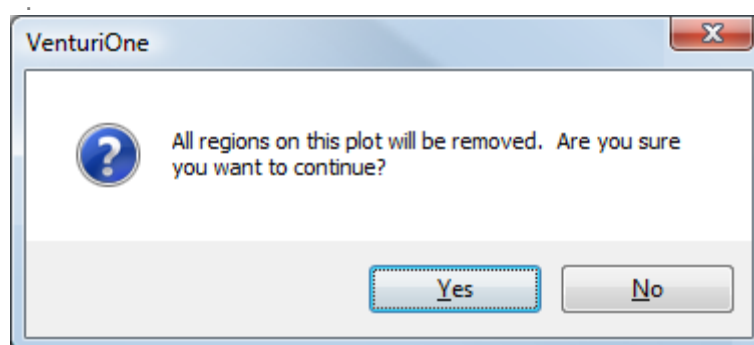 VenturiOne
All regions on this plot will be removed.  Are you sure
you want to continue?
Yes
No